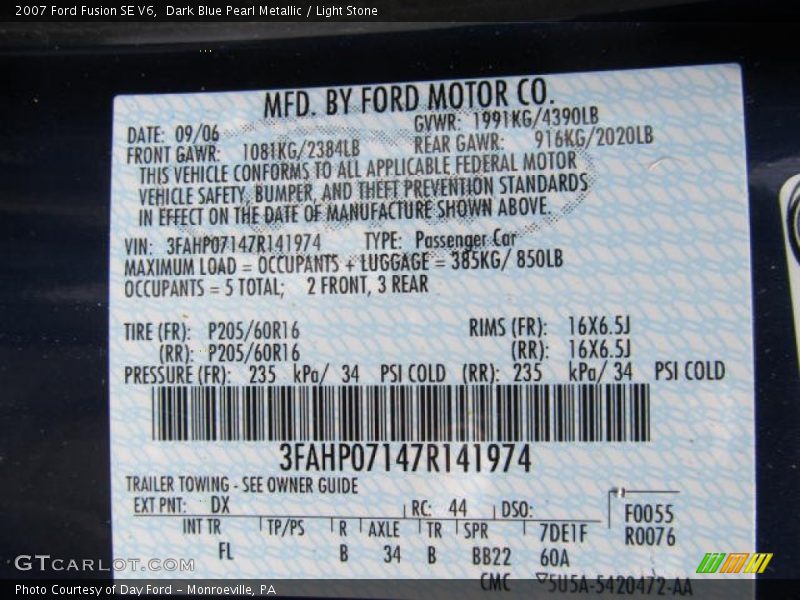 2007 Ford Fusion SE V6,  Dark Blue Pearl Metallic / Light Stone
MFD. BY FORD MOTOR CO.
DATE: 09/06 GVWR: 1991KG/4390LB
FRONT GAWR: 1081KG/2384LB REAR GAWR: 916KG/2020LB
THIS VEHICLE CONFORMS TO ALL APPLICABLE FEDERAL MOTOR
VEHICLE SAFETY, BUMPER, AND THEFT PREVENTION STANDARDS
IN EFFECT ON THE DATE OF MANUFACTURE SHOWN ABOVE.
VIN: 3FAHP07147R141974 TYPE: Passenger Car
MAXIMUM LOAD = OCCUPANTS + LUGGAGE = 385KG/ 850LB
OCCUPANTS = 5 TOTAL; 2 FRONT, 3 REAR
TIRE (FR): P205/60R16 RIMS (FR): 16X6.5J
(RR): P205/60R16 (RR): 16X6.5J
PRESSURE (FR): 235 kPa/ 34 PSI COLD (RR): 235 kPa/ 34 PSI COLD
3FAHP07147R141974
TRAILER TOWING - SEE OWNER GUIDE
EXT PNT: DX RC: 44 DSO: F0055
INT TR TP/PS R AXLE TR SPR 7DE1F R0076
FL B 34 B BB22 60A
CMC ▽5U5A-5420472-AA
GTCARLOT.COM
Photo Courtesy of Day Ford – Monroeville, PA